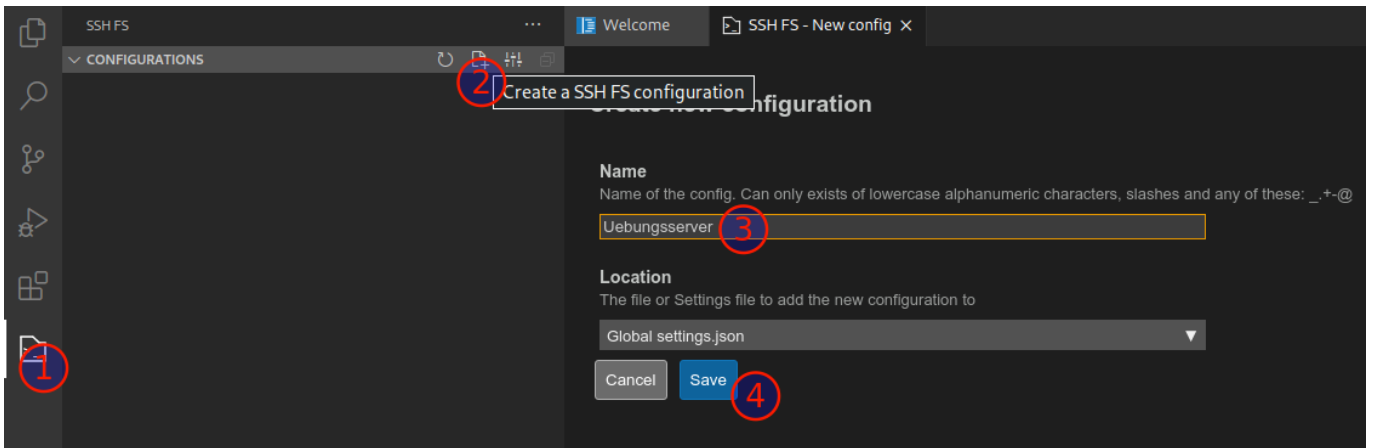 SSH FS
Welcome
SSH FS - New config
CONFIGURATIONS
2
Create a SSH FS configuration
configuration
Name
Name of the config. Can only exists of lowercase alphanumeric characters, slashes and any of these: _.+-@
Uebungsserver
3
Location
The file or Settings file to add the new configuration to
Global settings.json
1
Cancel
Save
4